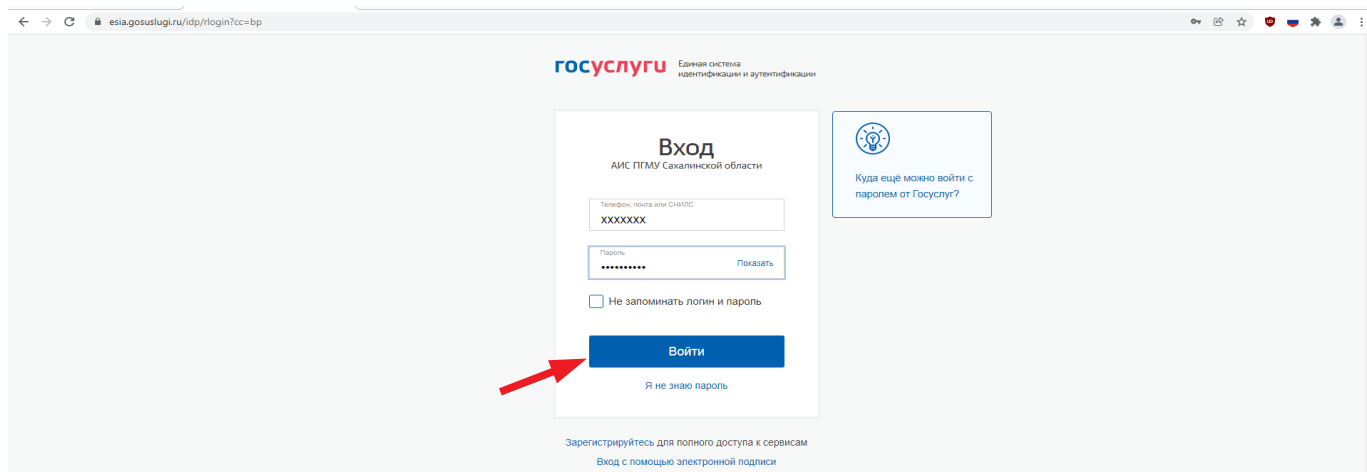 esia.gosuslugi.ru/idp/rlogin?cc=bp
госуслуги
Единая система
идентификации и аутентификации
Вход
АИС ПГМУ Сахалинской области
Телефон, почта или СНИЛС
XXXXXXX
Пароль
••••••••••
Показать
Не запоминать логин и пароль
Войти
Я не знаю пароль
Куда ещё можно войти с
паролем от Госуслуг?
Зарегистрируйтесь для полного доступа к сервисам
Вход с помощью электронной подписи